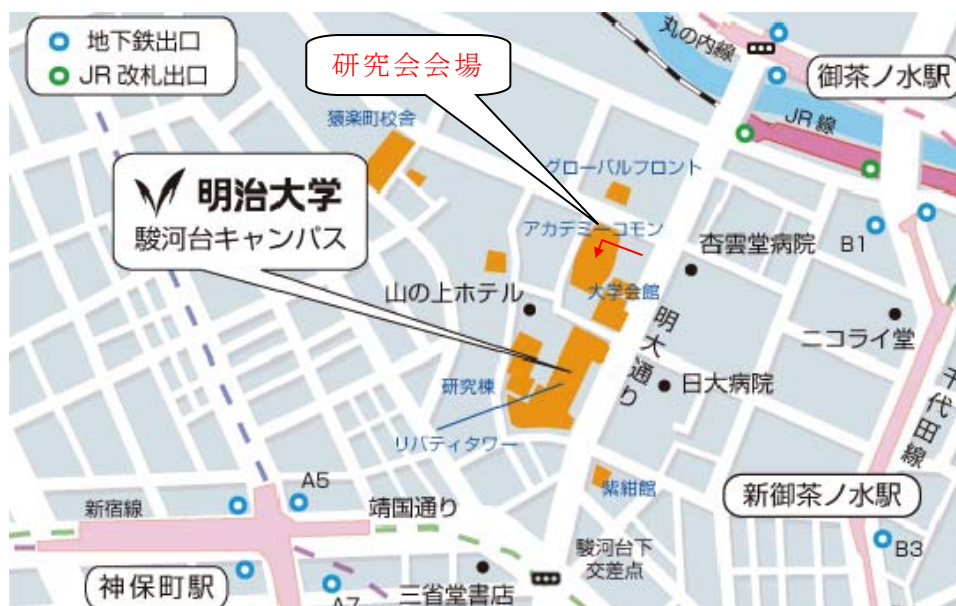 地下鉄出口
JR改札出口
研究会会場
丸の内線
御茶ノ水駅
JR線
猿楽町校舎
グローバルフロント
明治大学
駿河台キャンパス
アカデミーコモン
杏雲堂病院
B1
山の上ホテル
大学会館
ニコライ堂
明大通り
日大病院
千代田線
研究棟
リバティタワー
紫紺館
新御茶ノ水駅
A5
新宿線
靖国通り
駿河台下
交差点
B3
神保町駅
A7
三省堂書店